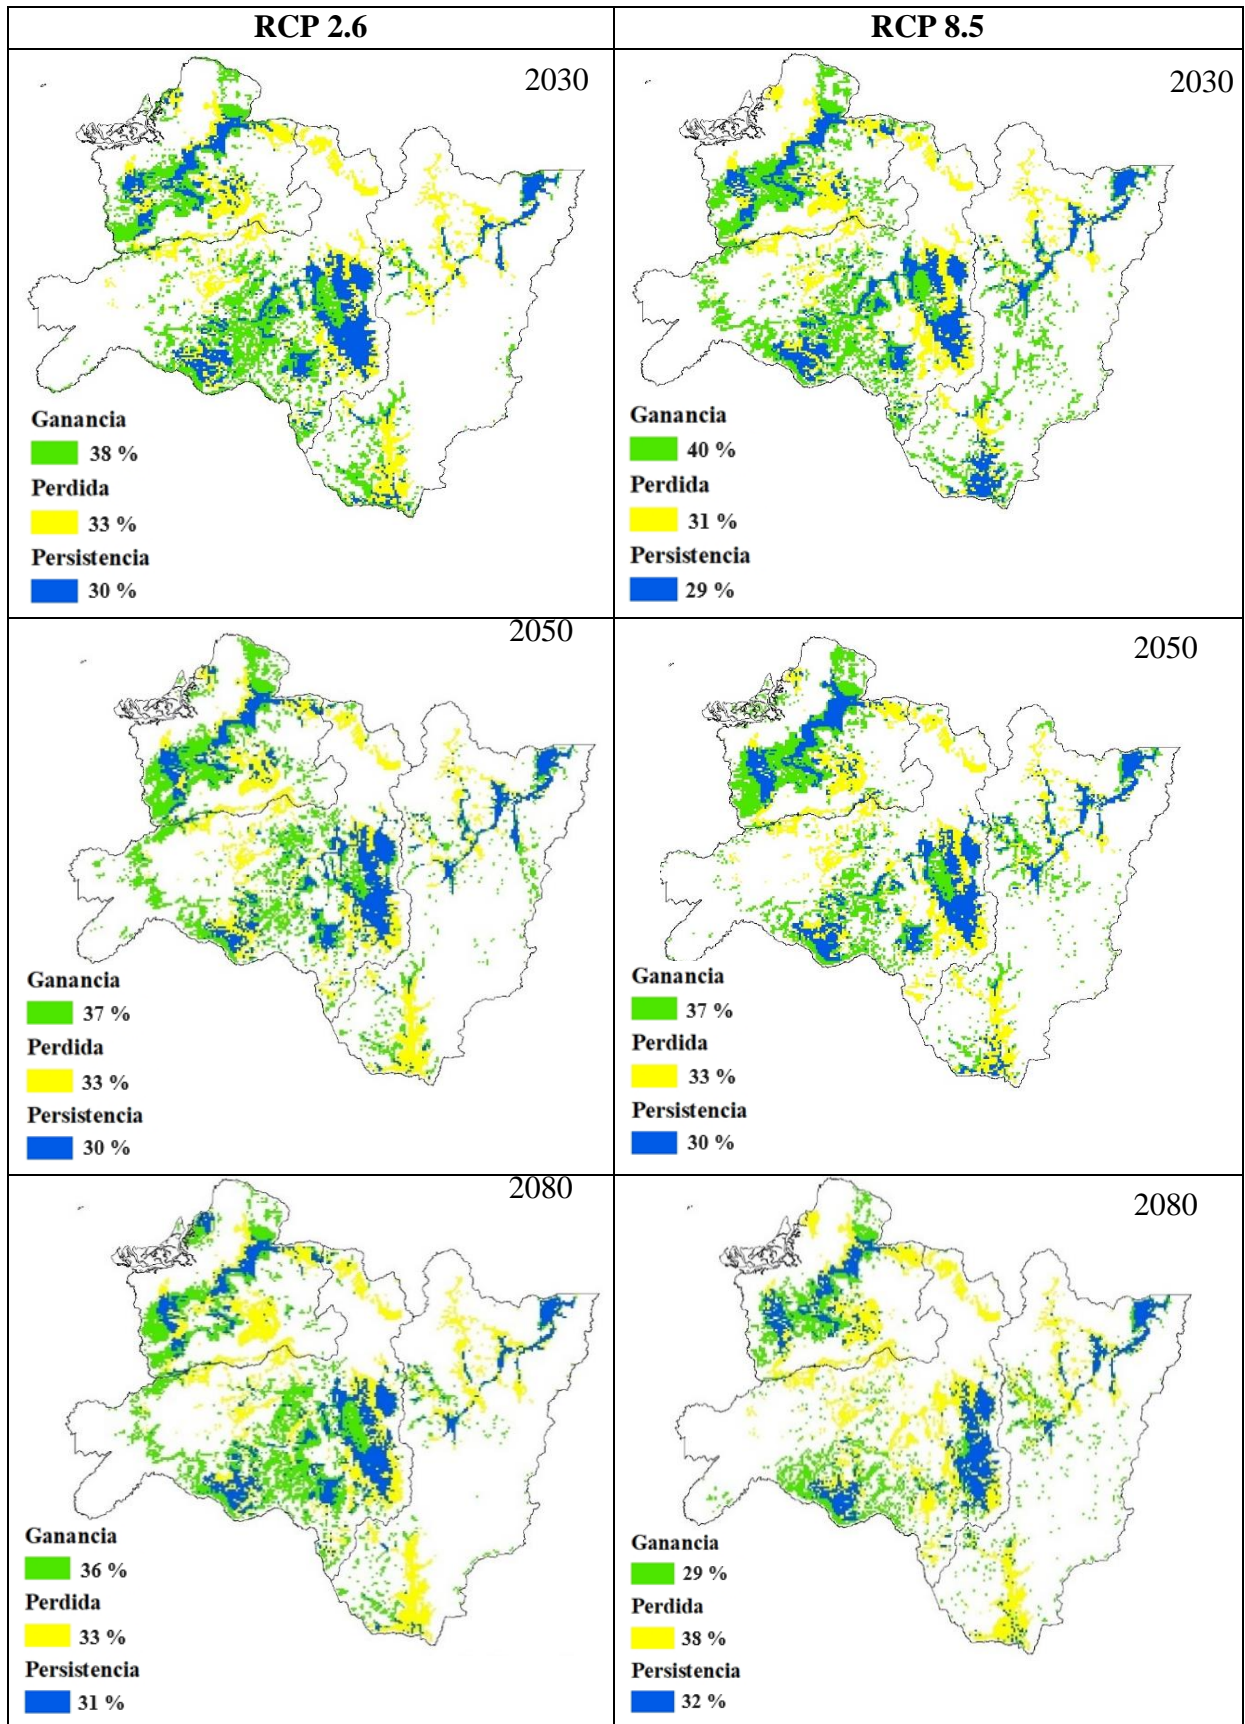 RCP 2.6
RCP 8.5
2030
Ganancia
38 %
Perdida
33 %
Persistencia
30 %
2030
Ganancia
40 %
Perdida
31 %
Persistencia
29 %
2050
Ganancia
37 %
Perdida
33 %
Persistencia
30 %
2050
Ganancia
37 %
Perdida
33 %
Persistencia
30 %
2080
Ganancia
36 %
Perdida
33 %
Persistencia
31 %
2080
Ganancia
29 %
Perdida
38 %
Persistencia
32 %